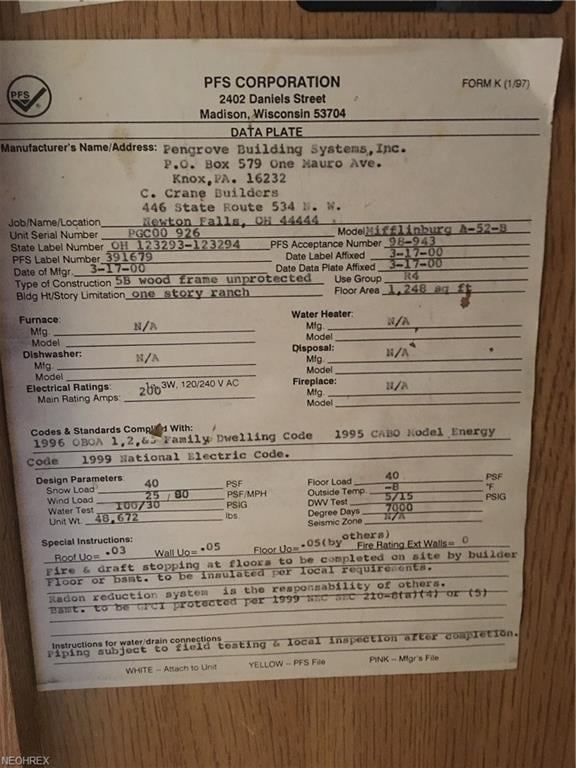 PFS
PFS CORPORATION
FORM K (1/97)
2402 Daniels Street
Madison, Wisconsin 53704
DATA PLATE
Manufacturer's Name/Address: Pengrove Building Systems, Inc.
P.O. Box 579 One Mauro Ave.
Knox, PA. 16232
C. Crane Builders
446 State Route 534 N. W.
Job/Name/Location Newton Falls, OH 44444
Unit Serial Number PGC00 926 Model Mifflinburg A-52-B
State Label Number OH 123293-123294 PFS Acceptance Number 98-943
PFS Label Number 391679 Date Label Affixed 3-17-00
Date of Mfgr. 3-17-00 Date Data Plate Affixed 3-17-00
Type of Construction 5B wood frame unprotected Use Group R4
Bldg Ht/Story Limitation one story ranch Floor Area 1,248 sq ft
Furnace: Water Heater:
Mfg. N/A Mfg. N/A
Model Model
Dishwasher: Disposal:
Mfg. N/A Mfg. N/A
Model Model
Electrical Ratings: 1Ø 3W, 120/240 V AC Fireplace:
Main Rating Amps: 200 Mfg. N/A
Model
Codes & Standards Complied With:
1996 OBOA 1,2,&3 Family Dwelling Code 1995 CABO Model Energy
Code 1999 National Electric Code.
Design Parameters
Snow Load 40 PSF Floor Load 40 PSF
Wind Load 25 / 80 PSF/MPH Outside Temp. -8 °F
Water Test 100/30 PSIG DWV Test 5/15 PSIG
Unit Wt. 48,672 lbs. Degree Days 7000
Seismic Zone N/A
Special Instructions:
Roof Uo= .03 Wall Uo= .05 Floor Uo= .05(by others) Fire Rating Ext Walls= 0
Fire & draft stopping at floors to be completed on site by builder
Floor or bsmt. to be insulated per local requirements.
Radon reduction system is the responsability of others.
Bsmt. to be GFCI protected per 1999 NEC SEC 210-8(a)(4) or (5)
Instructions for water/drain connections
Piping subject to field testing & local inspection after completion.
WHITE -- Attach to Unit YELLOW -- PFS File PINK -- Mfgr's File
NEOHREX